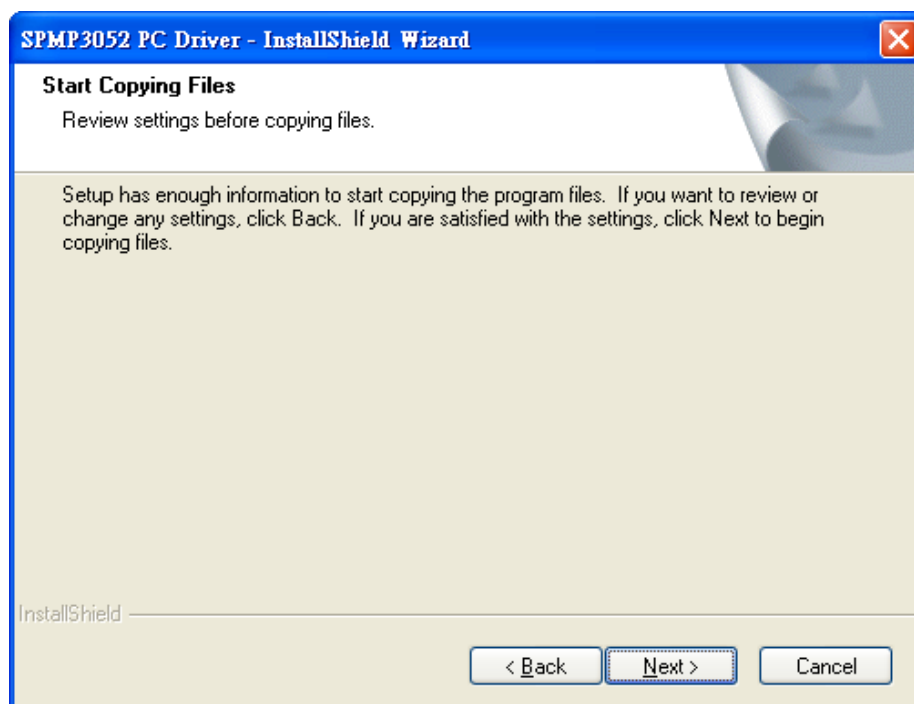 SPMP3052 PC Driver - InstallShield Wizard
Start Copying Files
Review settings before copying files.
Setup has enough information to start copying the program files. If you want to review or
change any settings, click Back. If you are satisfied with the settings, click Next to begin
copying files.
InstallShield
< Back Next > Cancel